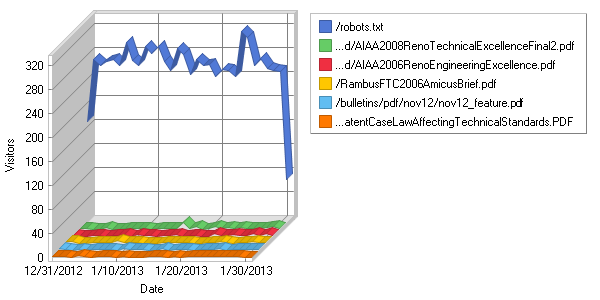 320
280
240
200
160
120
80
40
0
Visitors
12/31/2012 1/10/2013 1/20/2013 1/30/2013
Date
/robots.txt
...d/AIAA2008RenoTechnicalExcellenceFinal2.pdf
...d/AIAA2006RenoEngineeringExcellence.pdf
/RambusFTC2006AmicusBrief.pdf
/bulletins/pdf/nov12/nov12_feature.pdf
...atentCaseLawAffectingTechnicalStandards.PDF